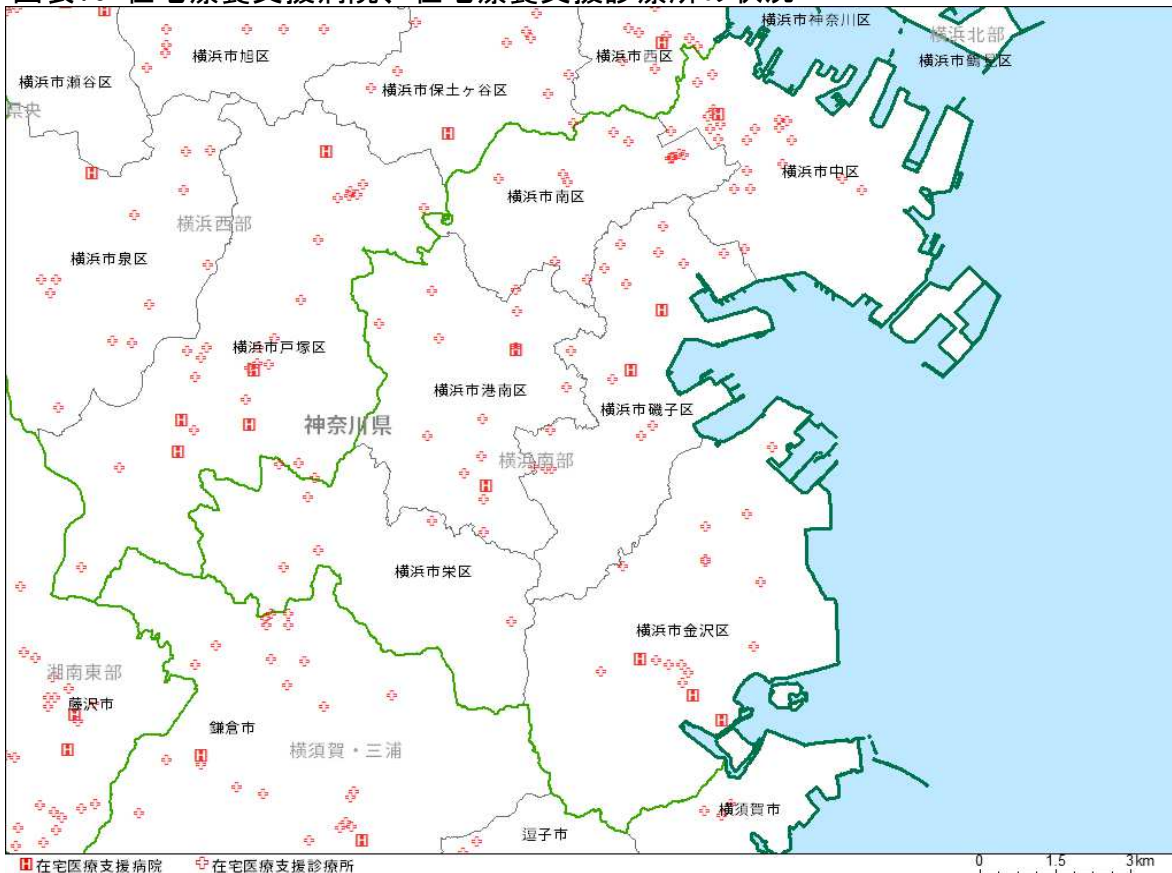 横浜市神奈川区
横浜北部
横浜市西区
横浜市旭区
横浜市鶴見区
横浜市瀬谷区
横浜市保土ヶ谷区
県央
横浜市中区
横浜市南区
横浜西部
横浜市泉区
横浜市戸塚区
横浜市港南区
横浜市磯子区
神奈川県
横浜南部
横浜市栄区
横浜市金沢区
湘南東部
藤沢市
鎌倉市
横須賀・三浦
横須賀市
逗子市
H在宅医療支援病院 在宅医療支援診療所
0 1.5 3km